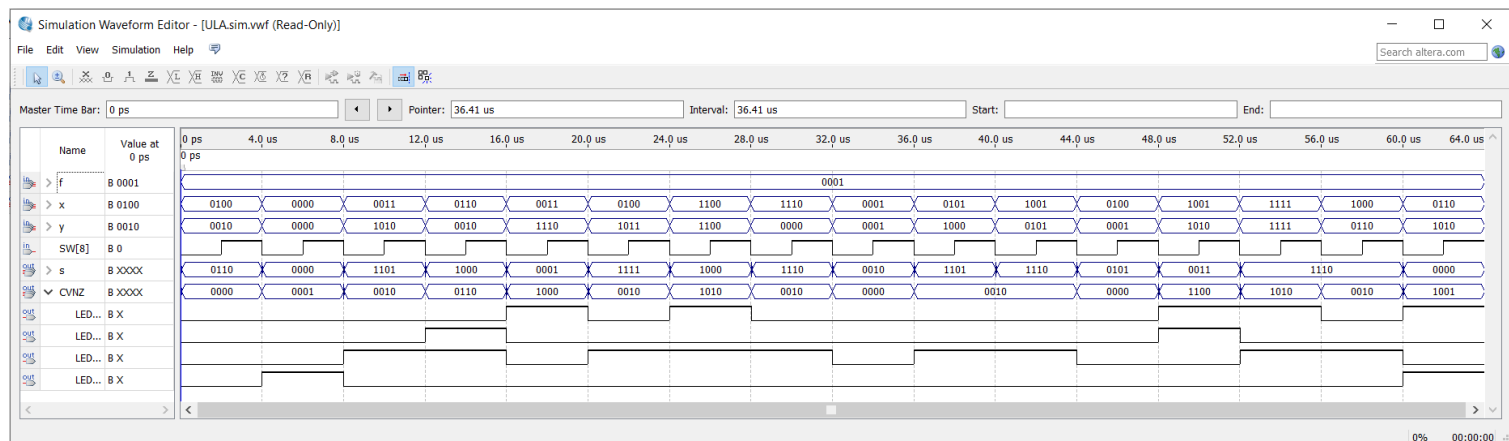 Simulation Waveform Editor - [ULA.sim.vwf (Read-Only)]
File Edit View Simulation Help
Search altera.com
Master Time Bar: 0 ps Pointer: 36.41 us Interval: 36.41 us Start: End:
Name Value at 0 ps
0 ps 4.0 us 8.0 us 12.0 us 16.0 us 20.0 us 24.0 us 28.0 us 32.0 us 36.0 us 40.0 us 44.0 us 48.0 us 52.0 us 56.0 us 60.0 us 64.0 us
0 ps
f B 0001 0001
x B 0100 0100 0000 0011 0110 0011 0100 1100 1110 0001 0101 1001 0100 1001 1111 1000 0110
y B 0010 0010 0000 1010 0010 1110 1011 1100 0000 0001 1000 0101 0001 1010 1111 0110 1010
SW[8] B 0
s B XXXX 0110 0000 1101 1000 0001 1111 1000 1110 0010 1101 1110 0101 0011 1110 0000
CVNZ B XXXX 0000 0001 0010 0110 1000 0010 1010 0010 0000 0010 0000 1100 1010 0010 1001
LED... B X
LED... B X
LED... B X
LED... B X
0% 00:00:00